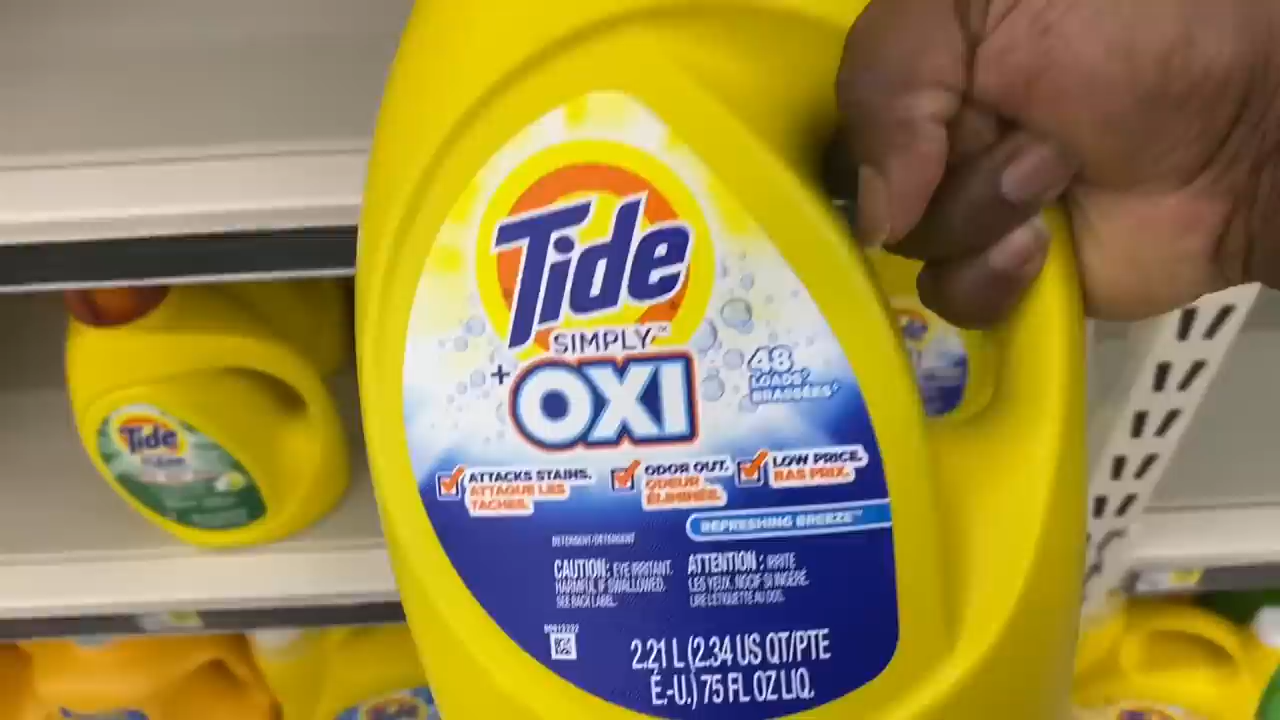 Tide
SIMPLY™
+ OXI
48
LOADS
BRASSÉES
ATTACKS STAINS.
ATTAQUE LES
TACHES.
ODOR OUT.
ODEUR
ÉLIMINÉE.
LOW PRICE.
BAS PRIX.
REFRESHING BREEZE™
DETERGENT/DÉTERGENT
CAUTION: EYE IRRITANT.
HARMFUL IF SWALLOWED.
SEE BACK LABEL.
ATTENTION : IRRITE
LES YEUX. NOCIF SI INGÉRÉ.
LIRE L'ÉTIQUETTE AU DOS.
2.21 L (2.34 US QT/PTE
É.-U.) 75 FL OZ LIQ.
Tide